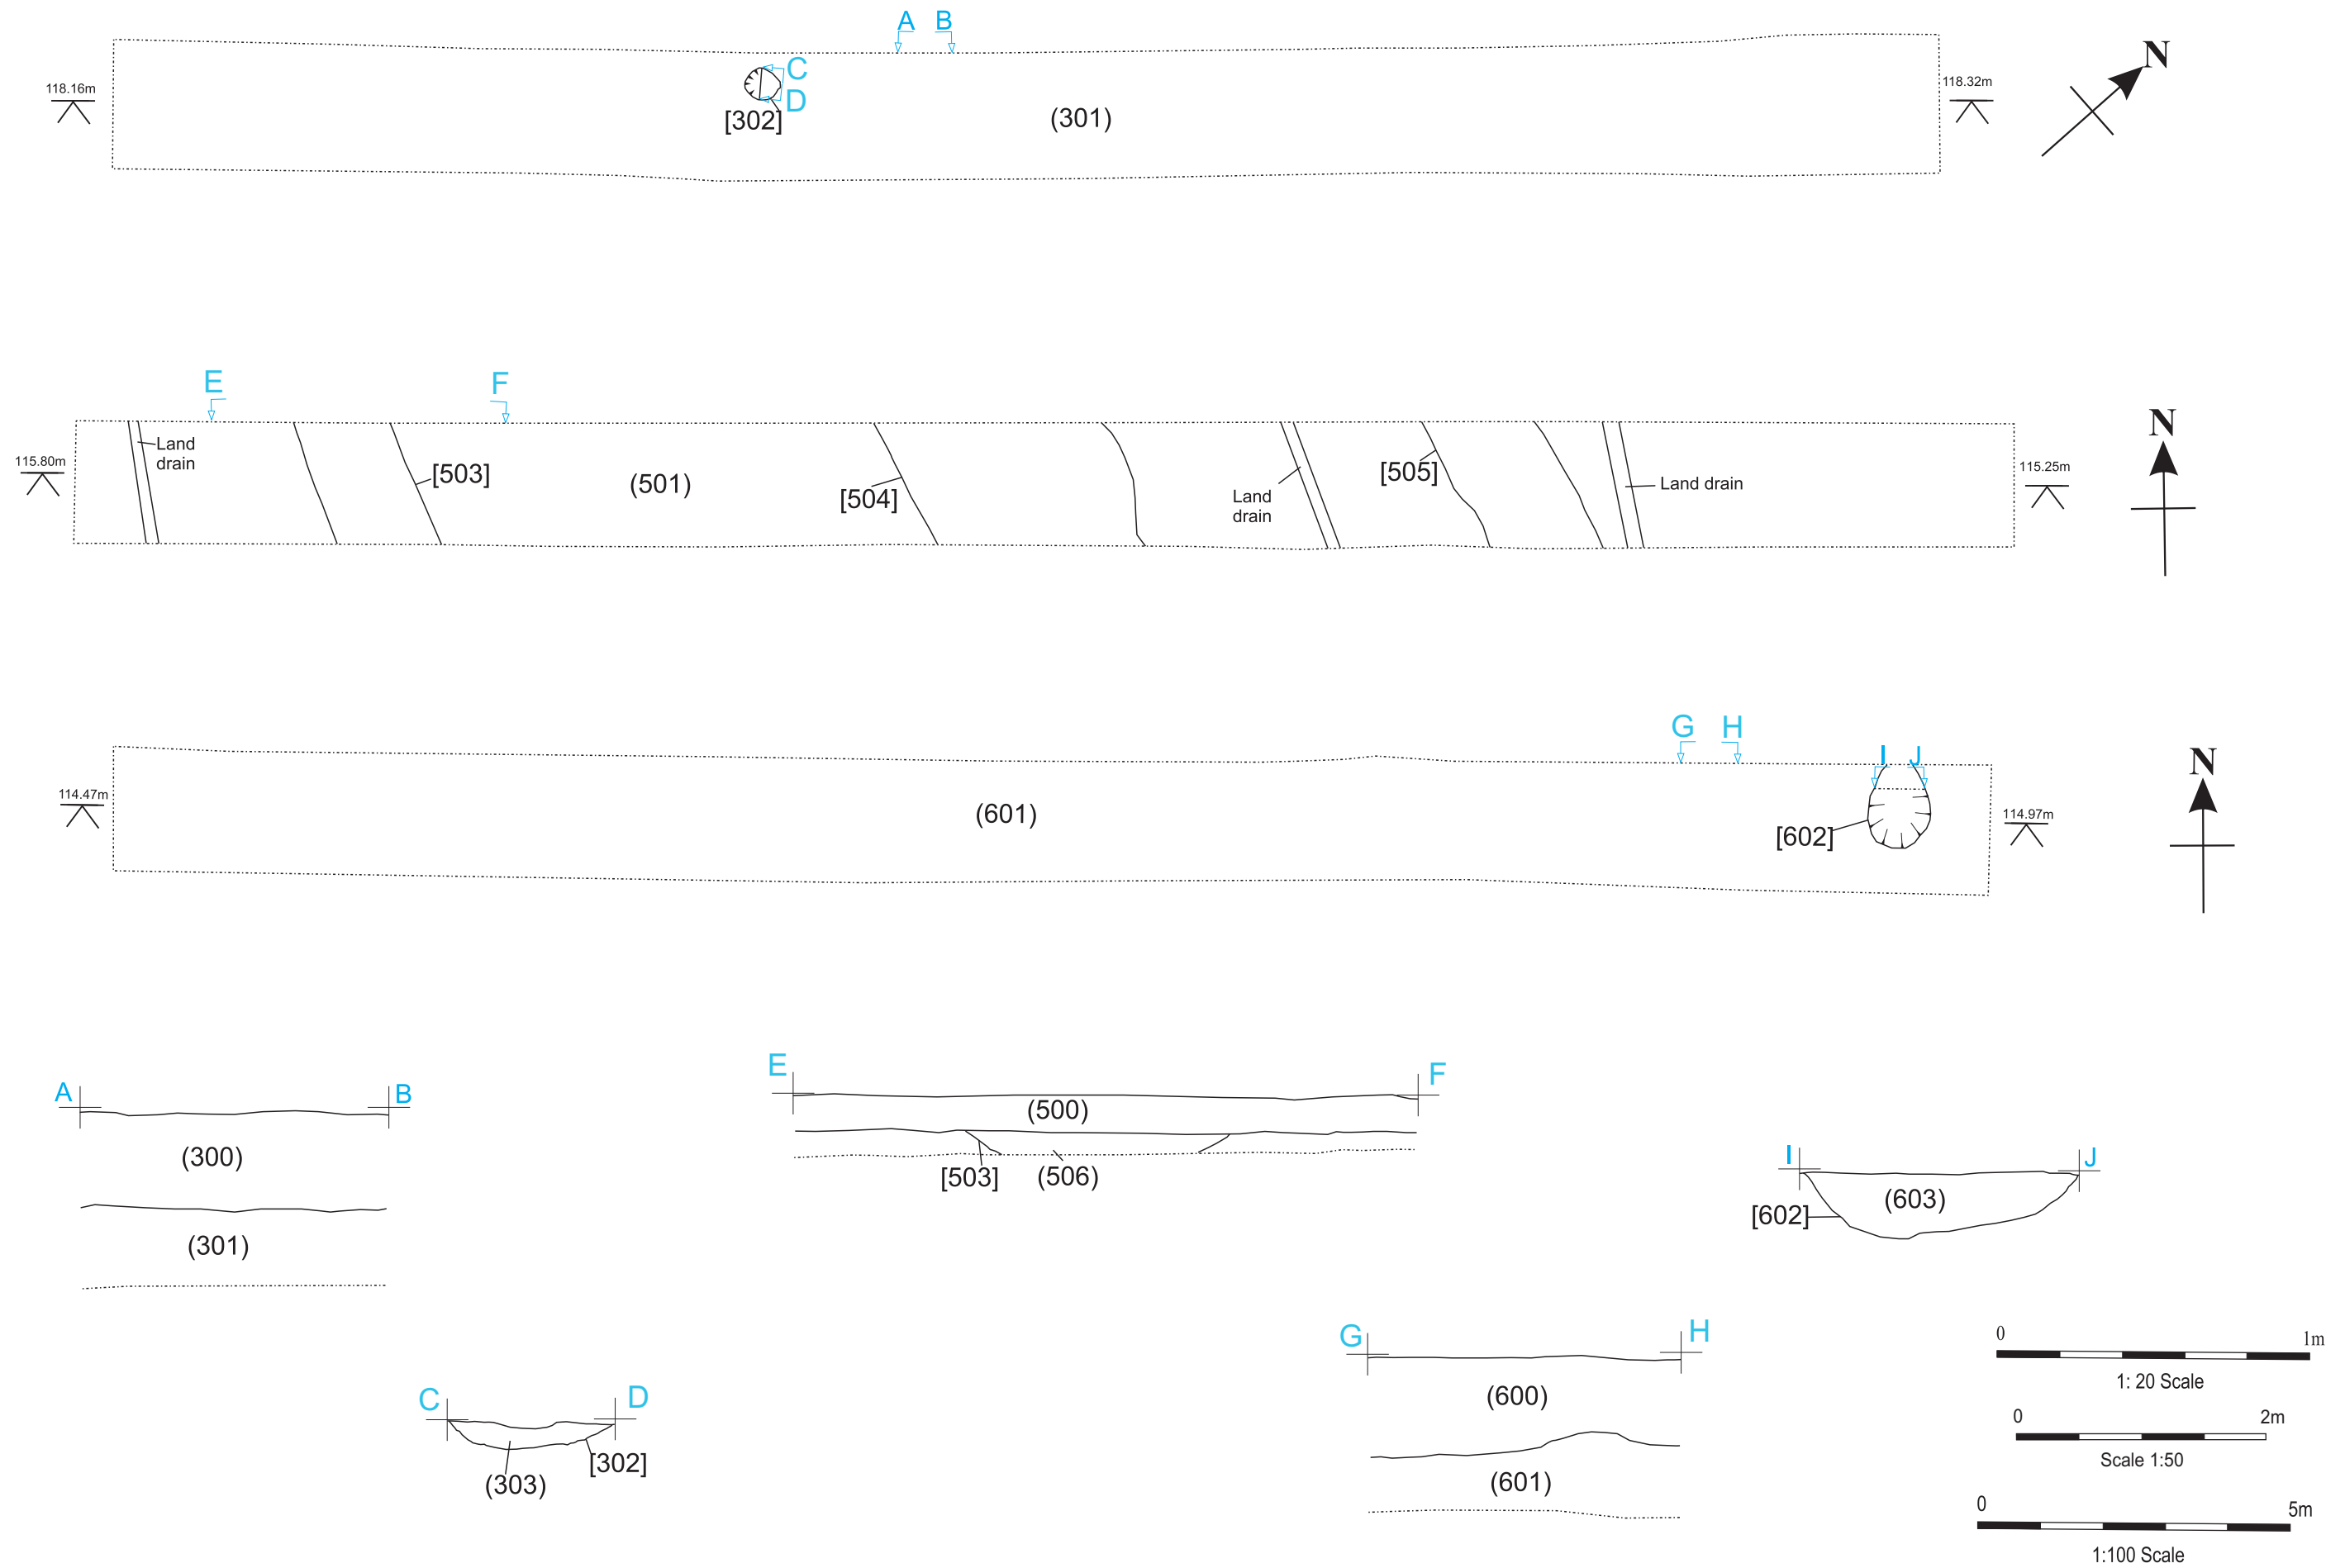 A B
N
C
118.16m
118.32m
D
[302]
(301)
E
F
N
Land
drain
115.80m
[503]
(501)
[504]
[505]
Land
drain
Land drain
115.25m
G H
I J
N
114.47m
(601)
[602]
114.97m
E
F
A
B
(500)
(300)
[503]
(506)
I
J
(603)
[602]
(301)
G
H
0 1m
1: 20 Scale
(600)
C
D
0 2m
Scale 1:50
(303)
[302]
(601)
0 5m
1:100 Scale